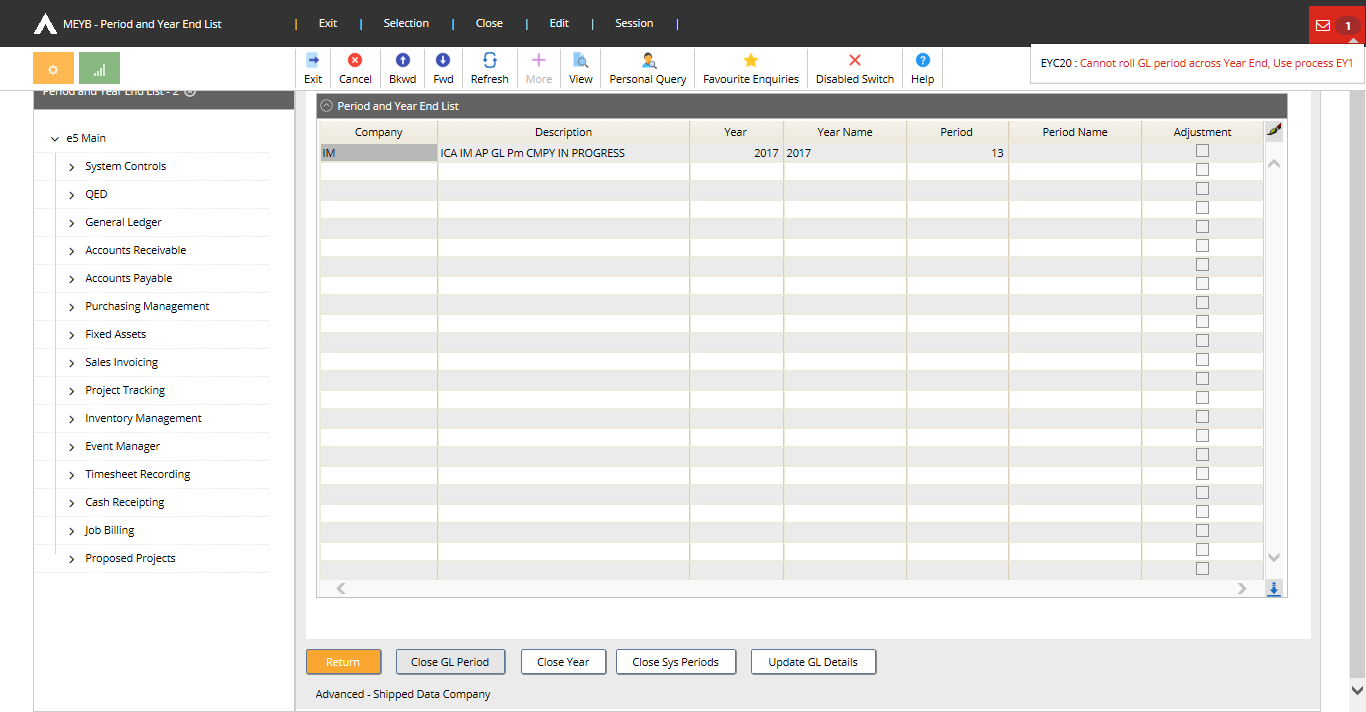 MEYB - Period and Year End List | Exit | Selection | Close | Edit | Session | 1
EYC20 : Cannot roll GL period across Year End, Use process EY1
Exit Cancel Bkwd Fwd Refresh More View Personal Query Favourite Enquiries Disabled Switch Help
Period and Year End List - 2
e5 Main
System Controls
QED
General Ledger
Accounts Receivable
Accounts Payable
Purchasing Management
Fixed Assets
Sales Invoicing
Project Tracking
Inventory Management
Event Manager
Timesheet Recording
Cash Receipting
Job Billing
Proposed Projects
Period and Year End List
Company Description Year Year Name Period Period Name Adjustment
IM ICA IM AP GL Pm CMPY IN PROGRESS 2017 2017 13
Return Close GL Period Close Year Close Sys Periods Update GL Details
Advanced - Shipped Data Company